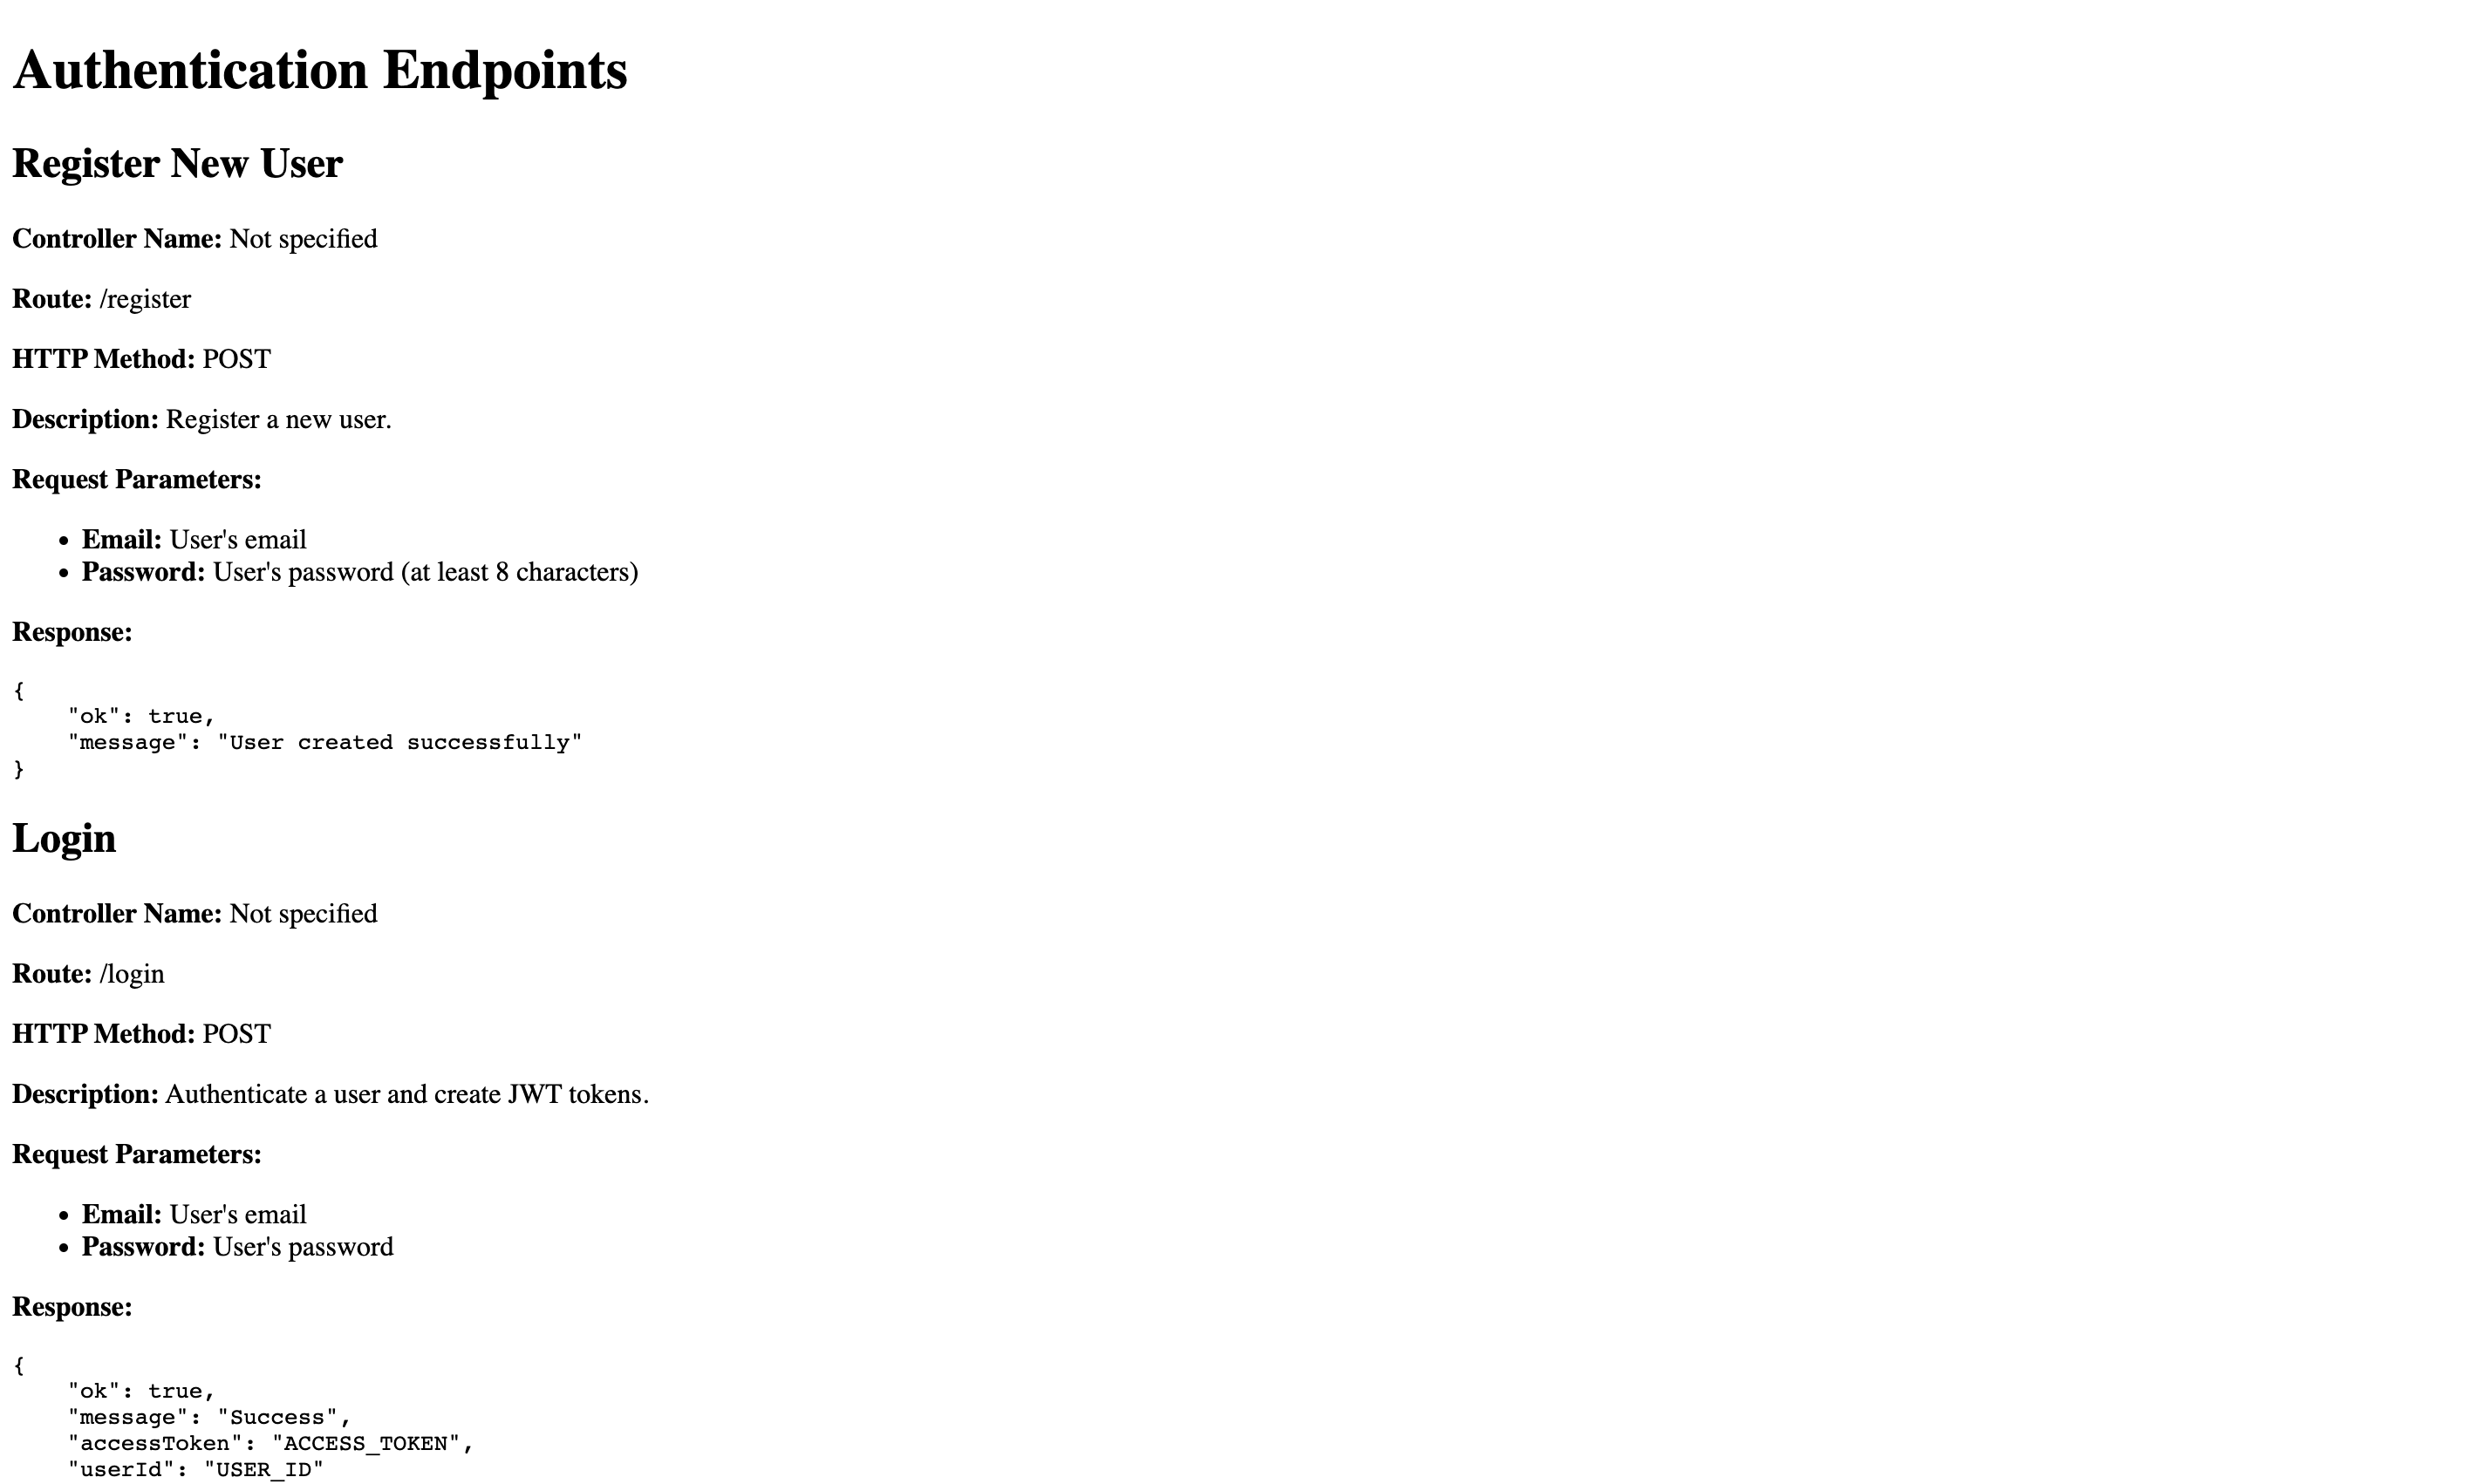 Authentication Endpoints
Register New User
Controller Name: Not specified
Route: /register
HTTP Method: POST
Description: Register a new user.
Request Parameters:
• Email: User's email
• Password: User's password (at least 8 characters)
Response:
{
    "ok": true,
    "message": "User created successfully"
}
Login
Controller Name: Not specified
Route: /login
HTTP Method: POST
Description: Authenticate a user and create JWT tokens.
Request Parameters:
• Email: User's email
• Password: User's password
Response:
{
    "ok": true,
    "message": "Success",
    "accessToken": "ACCESS_TOKEN",
    "userId": "USER_ID"